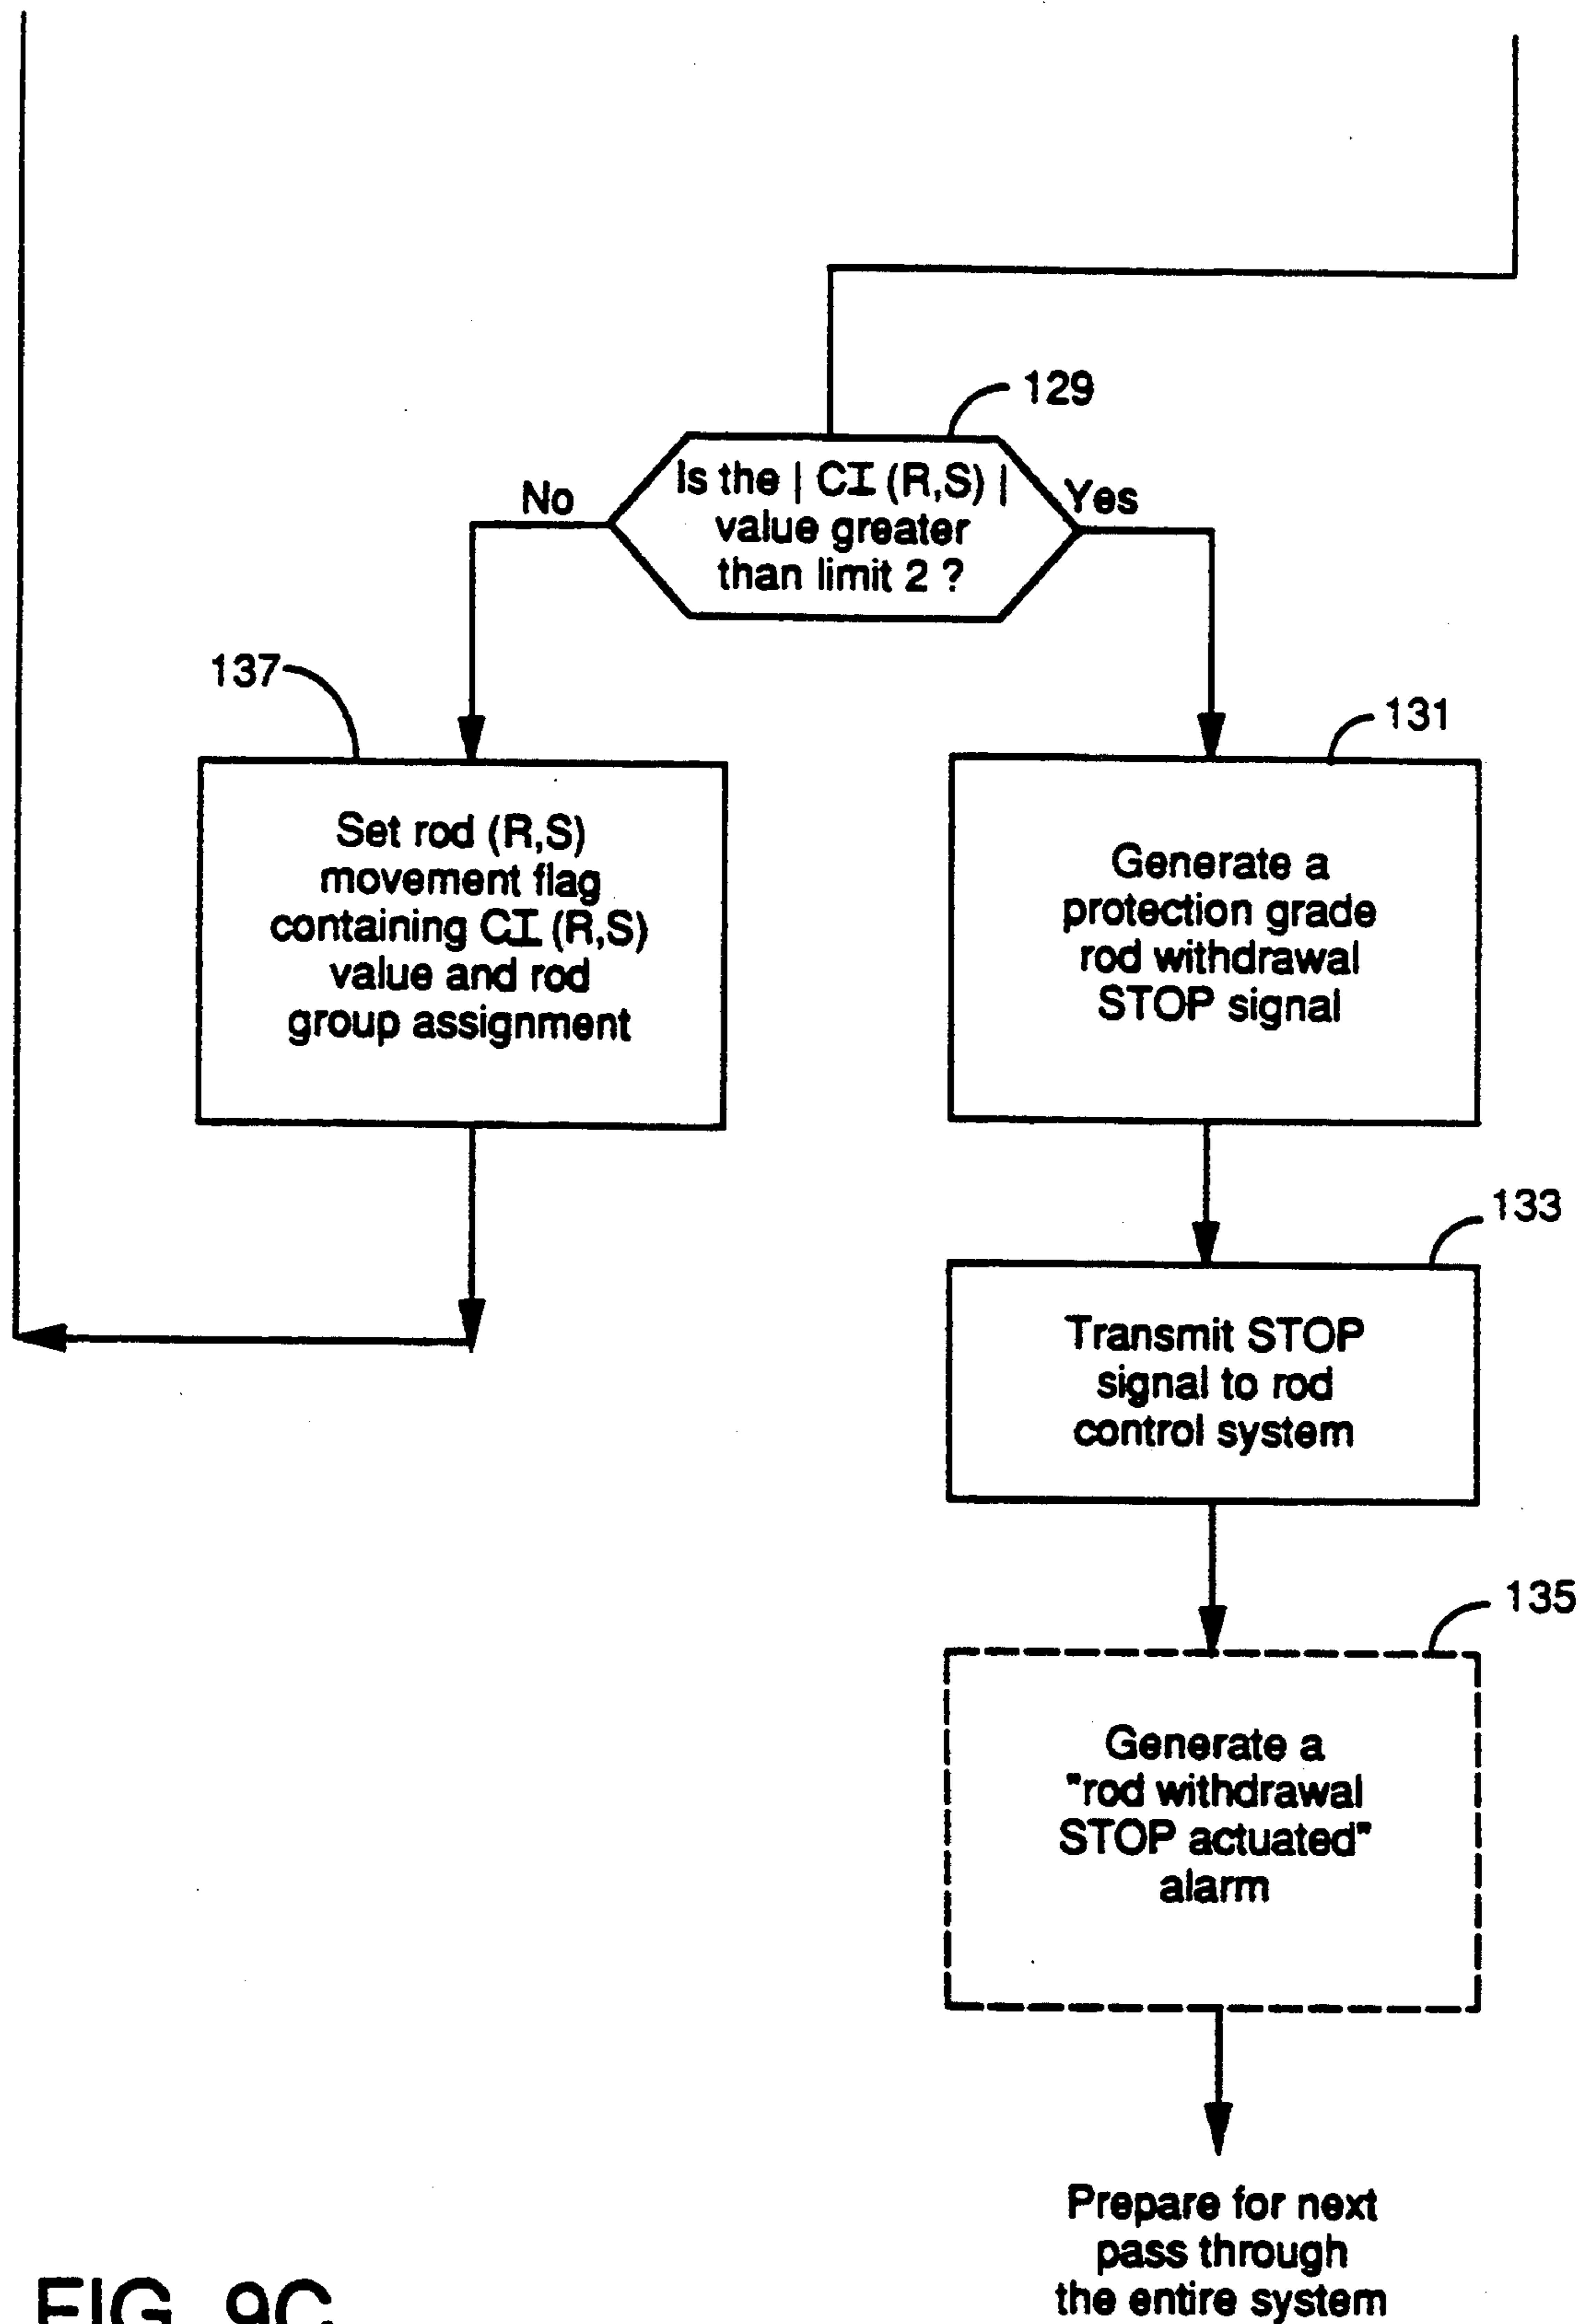 129
Is the | CI (R,S) |
value greater
than limit 2 ?
No
Yes
137
Set rod (R,S)
movement flag
containing CI (R,S)
value and rod
group assignment
131
Generate a
protection grade
rod withdrawal
STOP signal
133
Transmit STOP
signal to rod
control system
135
Generate a
"rod withdrawal
STOP actuated"
alarm
Prepare for next
pass through
the entire system
FIG. 9C